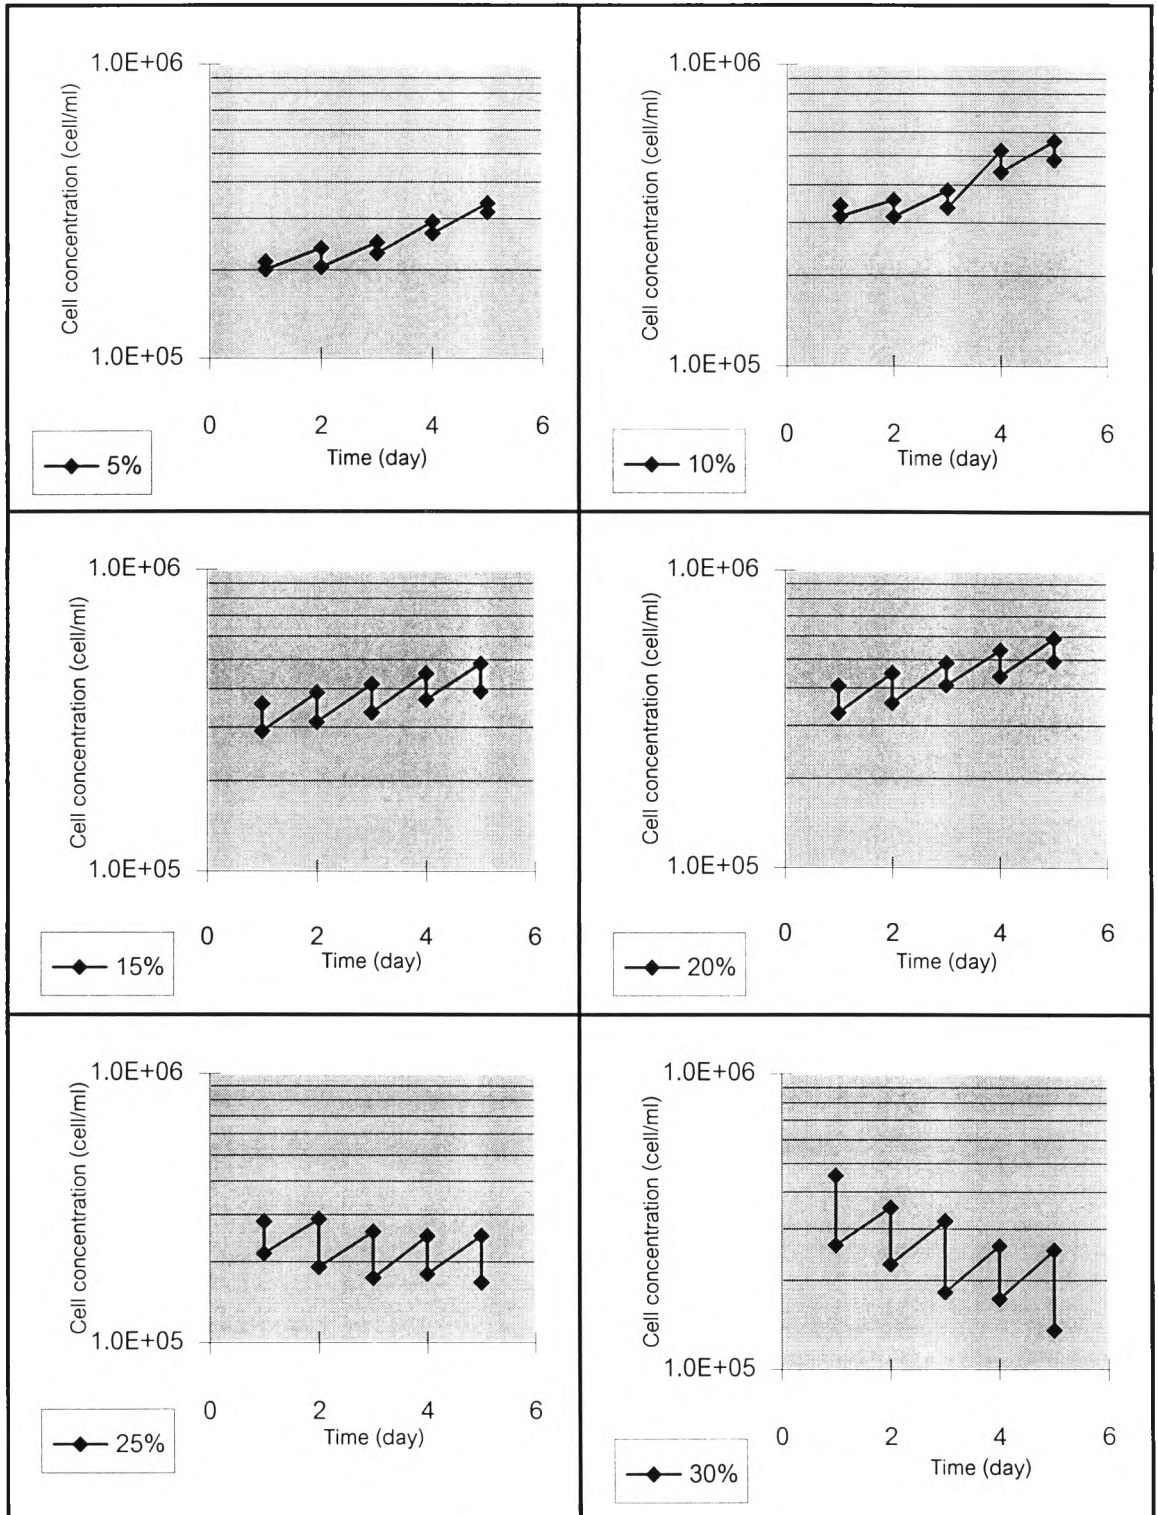 1.0E+06
Cell concentration (cell/ml)
1.0E+05
0 2 4 6
Time (day)
5%
1.0E+06
Cell concentration (cell/ml)
1.0E+05
0 2 4 6
Time (day)
10%
1.0E+06
Cell concentration (cell/ml)
1.0E+05
0 2 4 6
Time (day)
15%
1.0E+06
Cell concentration (cell/ml)
1.0E+05
0 2 4 6
Time (day)
20%
1.0E+06
Cell concentration (cell/ml)
1.0E+05
0 2 4 6
Time (day)
25%
1.0E+06
Cell concentration (cell/ml)
1.0E+05
0 2 4 6
Time (day)
30%